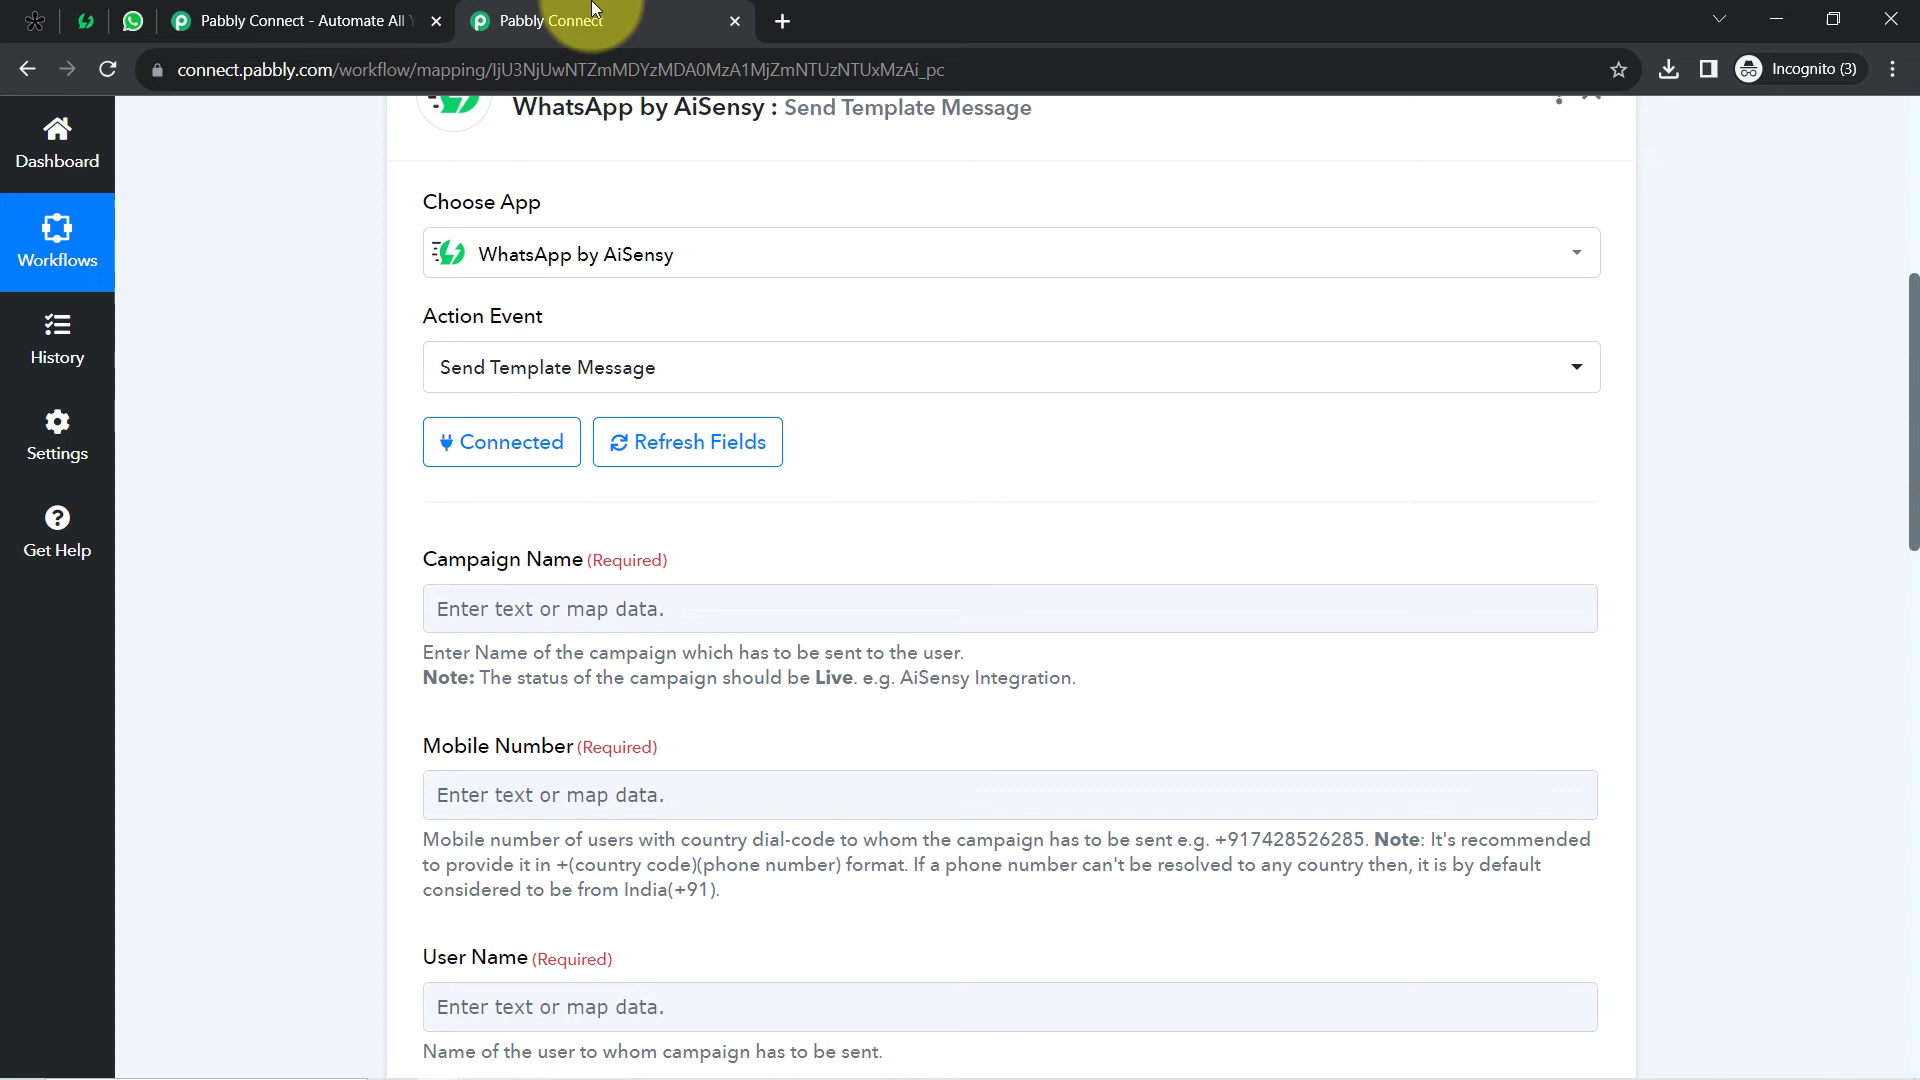 Pabbly Connect - Automate All
Pabbly Connect
connect.pabbly.com/workflow/mapping/IjU3NjUwNTZmMDYzMDA0MzA1MjZmNTUzNTUxMzAi_pc
Incognito (3)
Dashboard
Workflows
History
Settings
Get Help
WhatsApp by AiSensy : Send Template Message
Choose App
WhatsApp by AiSensy
Action Event
Send Template Message
Connected
Refresh Fields
Campaign Name (Required)
Enter text or map data.
Enter Name of the campaign which has to be sent to the user.
Note: The status of the campaign should be Live. e.g. AiSensy Integration.
Mobile Number (Required)
Enter text or map data.
Mobile number of users with country dial-code to whom the campaign has to be sent e.g. +917428526285. Note: It's recommended
to provide it in +(country code)(phone number) format. If a phone number can't be resolved to any country then, it is by default
considered to be from India(+91).
User Name (Required)
Enter text or map data.
Name of the user to whom campaign has to be sent.